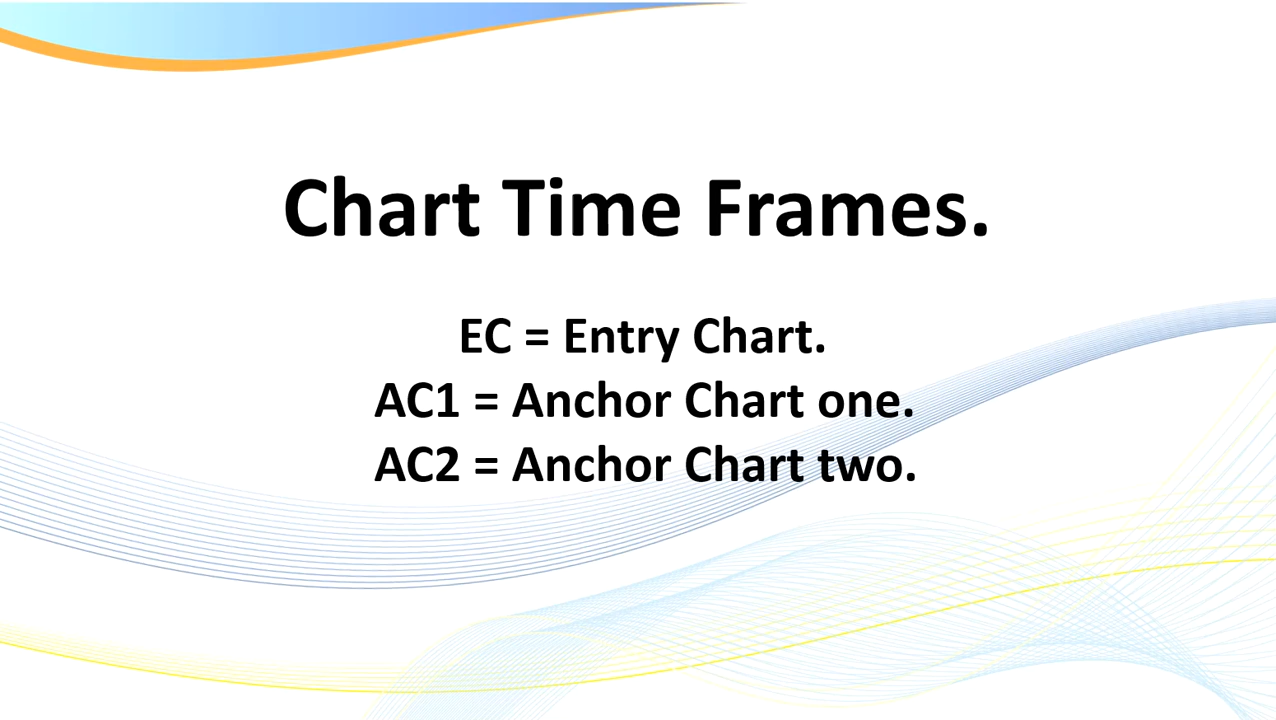 Chart Time Frames.
EC = Entry Chart.
AC1 = Anchor Chart one.
AC2 = Anchor Chart two.